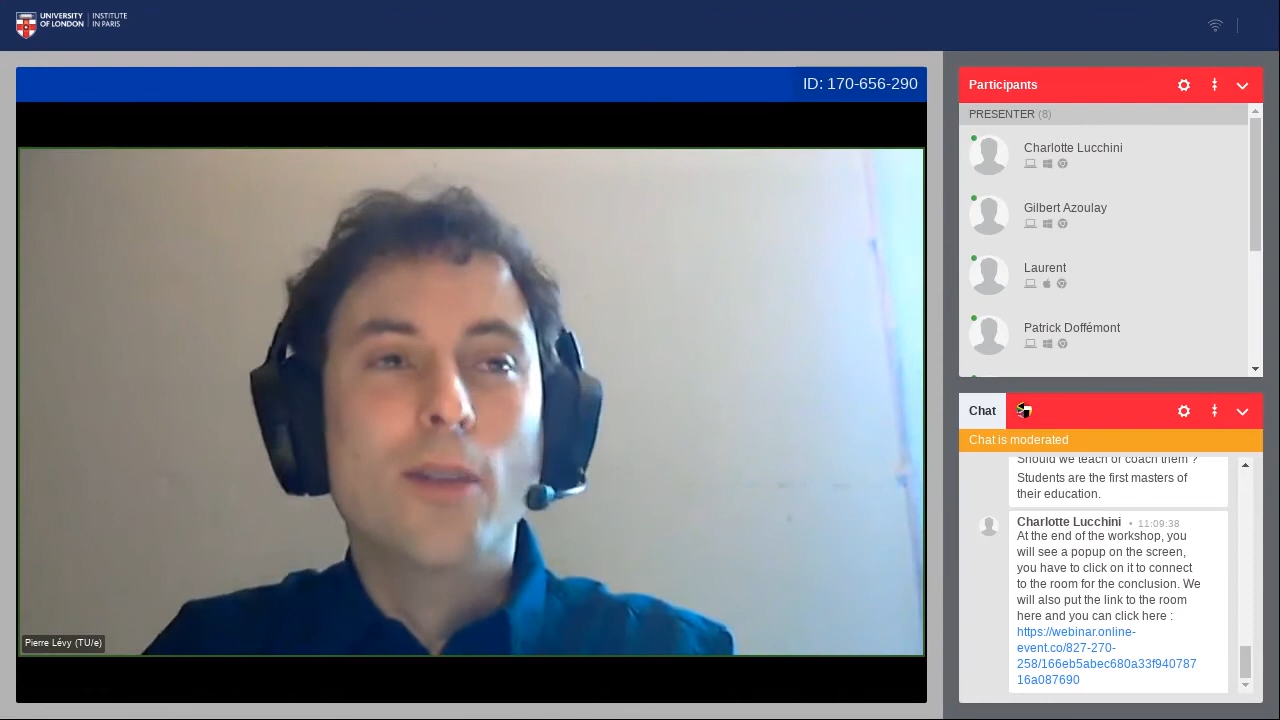 UNIVERSITY OF LONDON
INSTITUTE IN PARIS
ID: 170-656-290
Pierre Lévy (TU/e)
Participants
PRESENTER (8)
Charlotte Lucchini
Gilbert Azoulay
Laurent
Patrick Doffémont
Chat
Chat is moderated
Should we teach or coach them ?
Students are the first masters of
their education.
Charlotte Lucchini • 11:09:38
At the end of the workshop, you
will see a popup on the screen,
you have to click on it to connect
to the room for the conclusion. We
will also put the link to the room
here and you can click here :
https://webinar.online-
event.co/827-270-
258/166eb5abec680a33f940787
16a087690